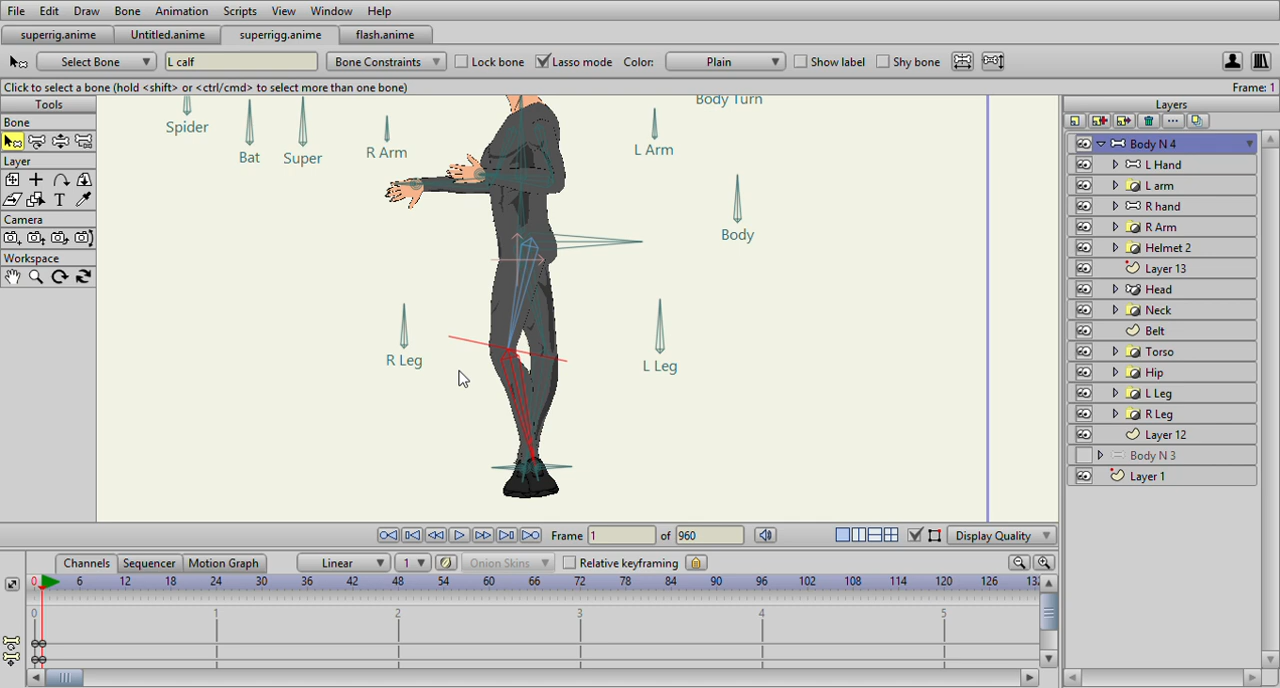 File Edit Draw Bone Animation Scripts View Window Help
superrig.anime Untitled.anime superrigg.anime flash.anime
Select Bone L calf Bone Constraints Lock bone Lasso mode Color: Plain Show label Shy bone
Click to select a bone (hold <shift> or <ctrl/cmd> to select more than one bone) Frame: 1
Tools
Bone
Layer
T
Camera
Workspace
Body Turn
Spider
Bat
Super
R Arm
L Arm
Body
R Leg
L Leg
Layers
Body N 4
L Hand
L arm
R hand
R Arm
Helmet 2
Layer 13
Head
Neck
Belt
Torso
Hip
L Leg
R Leg
Layer 12
Body N 3
Layer 1
Frame 1 of 960 Display Quality
Channels Sequencer Motion Graph Linear 1 Onion Skins Relative keyframing
0 6 12 18 24 30 36 42 48 54 60 66 72 78 84 90 96 102 108 114 120 126 132
0 1 2 3 4 5